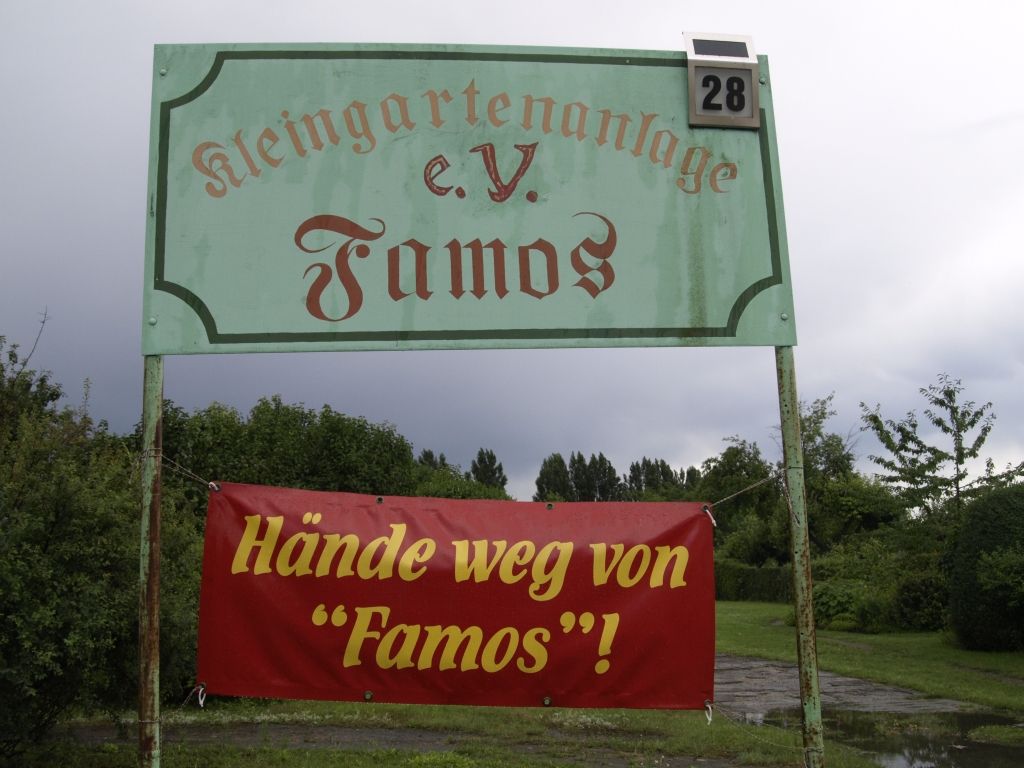 28
Kleingartenanlage
e. V.
Famos
Hände weg von
“Famos”!